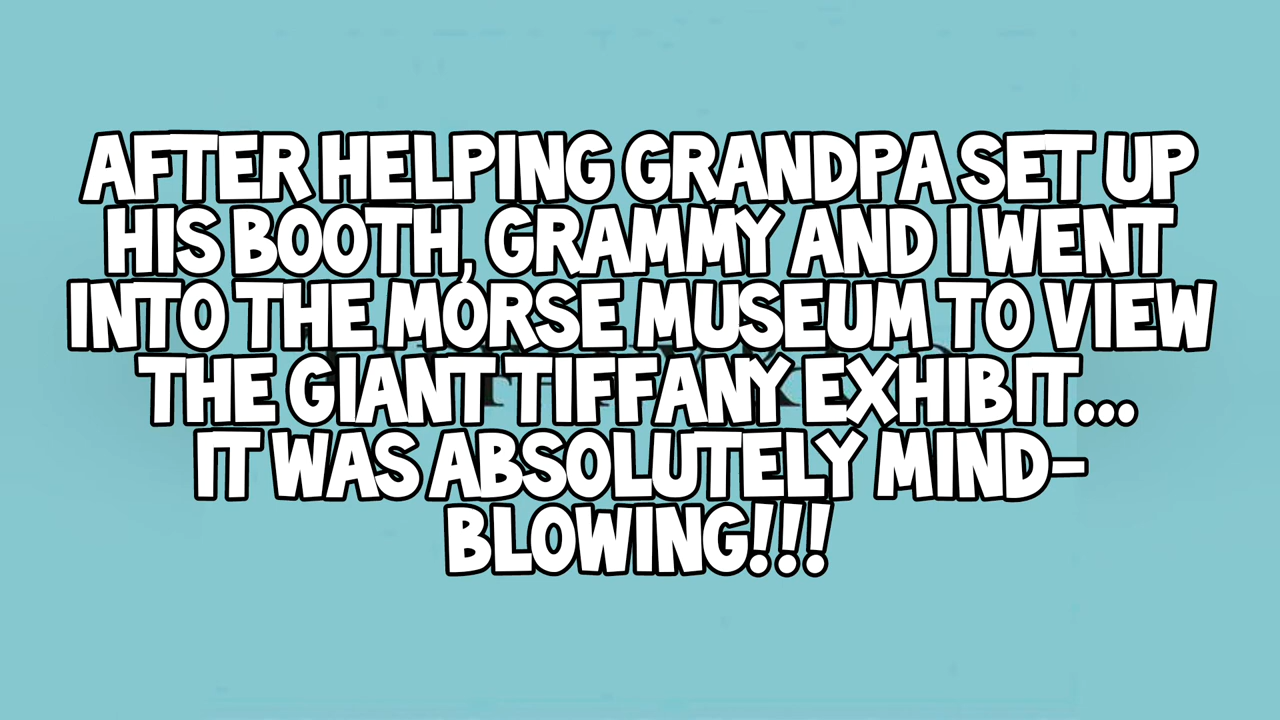 AFTER HELPING GRANDPA SET UP
HIS BOOTH, GRAMMY AND I WENT
INTO THE MORSE MUSEUM TO VIEW
THE GIANT TIFFANY EXHIBIT...
IT WAS ABSOLUTELY MIND-
BLOWING!!!